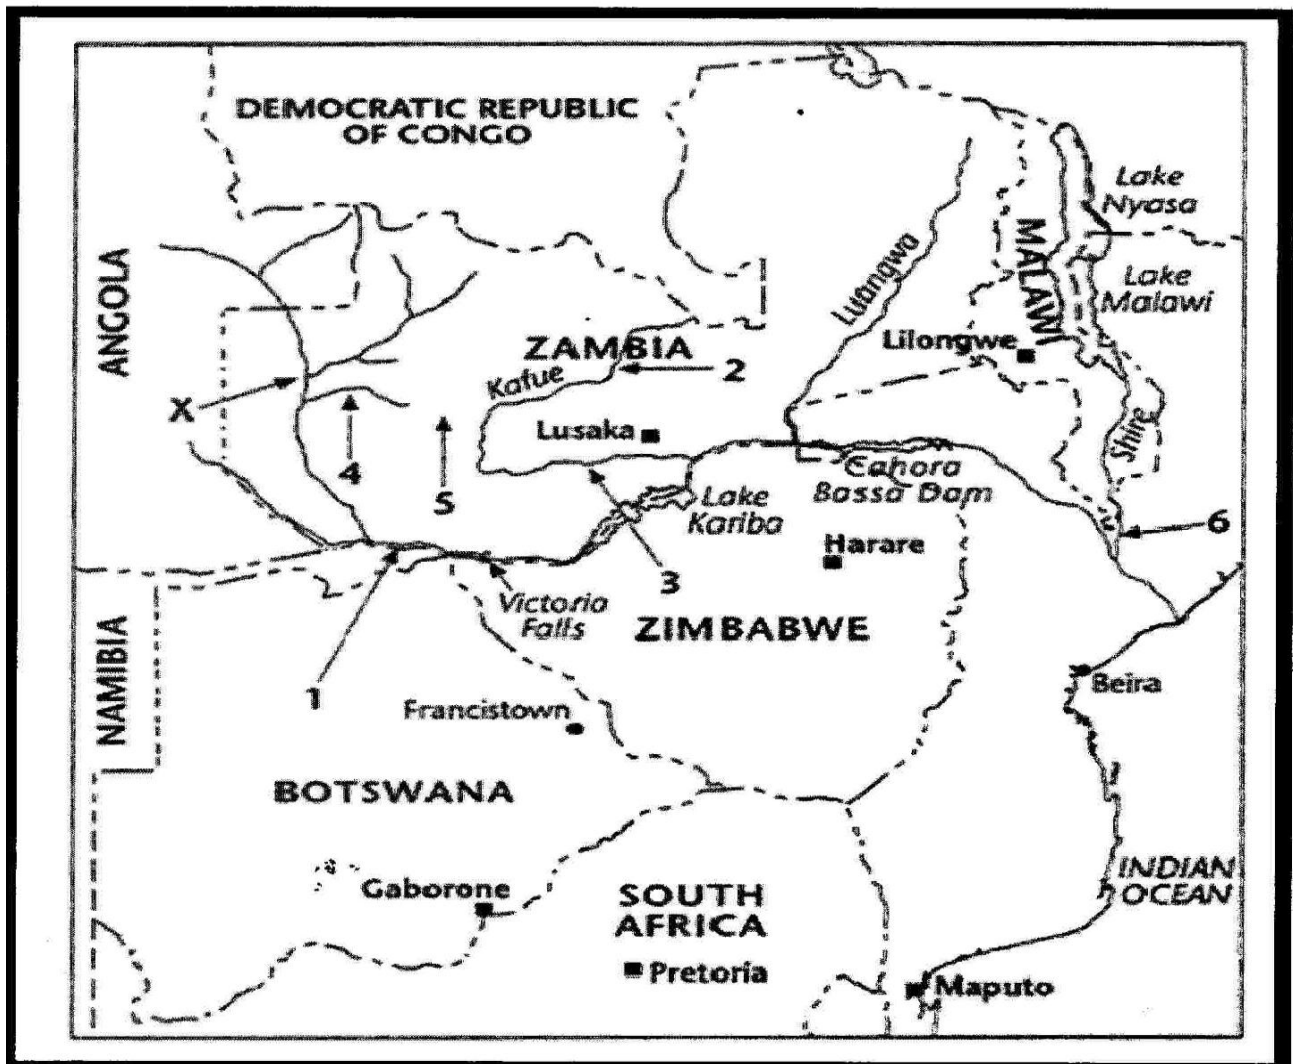 DEMOCRATIC REPUBLIC
OF CONGO
Lake
Nyasa
MALAWI
Luangwa
ANGOLA
Lake
Malawi
ZAMBIA
Lilongwe
Kafue
2
X
Lusaka
Shire
4
5
Cahora
Bassa Dam
Lake
Kariba
6
Harare
3
Victoria
Falls
ZIMBABWE
NAMIBIA
1
Beira
Francistown
BOTSWANA
INDIAN
OCEAN
Gaborone
SOUTH
AFRICA
Pretoria
Maputo